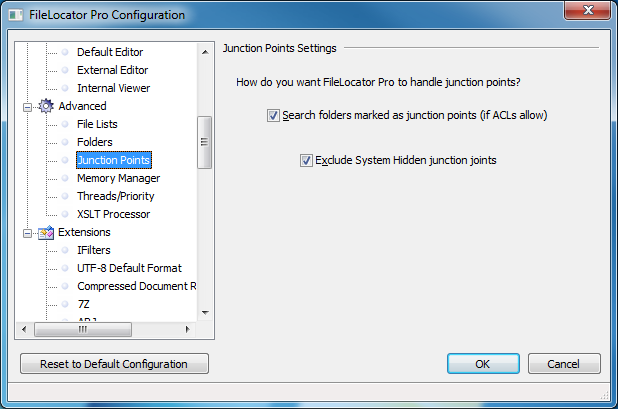 FileLocator Pro Configuration
Default Editor
External Editor
Internal Viewer
Advanced
File Lists
Folders
Junction Points
Memory Manager
Threads/Priority
XSLT Processor
Extensions
IFilters
UTF-8 Default Format
Compressed Document R
7Z
Junction Points Settings
How do you want FileLocator Pro to handle junction points?
Search folders marked as junction points (if ACLs allow)
Exclude System Hidden junction joints
Reset to Default Configuration
OK
Cancel